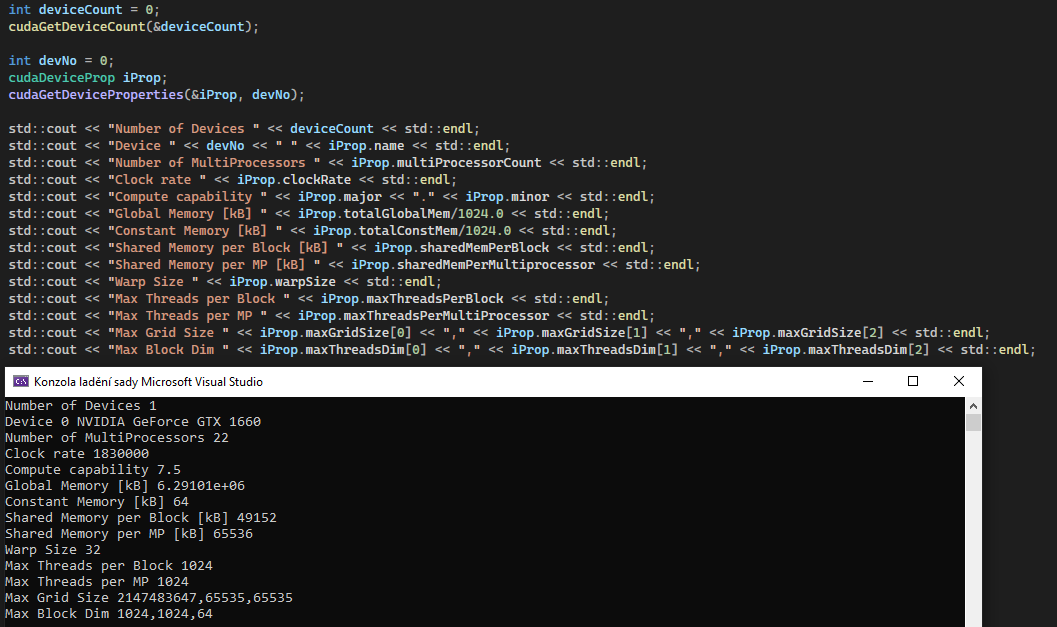 int deviceCount = 0;
cudaGetDeviceCount(&deviceCount);
int devNo = 0;
cudaDeviceProp iProp;
cudaGetDeviceProperties(&iProp, devNo);
std::cout << "Number of Devices " << deviceCount << std::endl;
std::cout << "Device " << devNo << " " << iProp.name << std::endl;
std::cout << "Number of MultiProcessors " << iProp.multiProcessorCount << std::endl;
std::cout << "Clock rate " << iProp.clockRate << std::endl;
std::cout << "Compute capability " << iProp.major << "." << iProp.minor << std::endl;
std::cout << "Global Memory [kB] " << iProp.totalGlobalMem/1024.0 << std::endl;
std::cout << "Constant Memory [kB] " << iProp.totalConstMem/1024.0 << std::endl;
std::cout << "Shared Memory per Block [kB] " << iProp.sharedMemPerBlock << std::endl;
std::cout << "Shared Memory per MP [kB] " << iProp.sharedMemPerMultiprocessor << std::endl;
std::cout << "Warp Size " << iProp.warpSize << std::endl;
std::cout << "Max Threads per Block " << iProp.maxThreadsPerBlock << std::endl;
std::cout << "Max Threads per MP " << iProp.maxThreadsPerMultiProcessor << std::endl;
std::cout << "Max Grid Size " << iProp.maxGridSize[0] << "," << iProp.maxGridSize[1] << "," << iProp.maxGridSize[2] << std::endl;
std::cout << "Max Block Dim " << iProp.maxThreadsDim[0] << "," << iProp.maxThreadsDim[1] << "," << iProp.maxThreadsDim[2] << std::endl;
Konzola ladění sady Microsoft Visual Studio
Number of Devices 1
Device 0 NVIDIA GeForce GTX 1660
Number of MultiProcessors 22
Clock rate 1830000
Compute capability 7.5
Global Memory [kB] 6.29101e+06
Constant Memory [kB] 64
Shared Memory per Block [kB] 49152
Shared Memory per MP [kB] 65536
Warp Size 32
Max Threads per Block 1024
Max Threads per MP 1024
Max Grid Size 2147483647,65535,65535
Max Block Dim 1024,1024,64